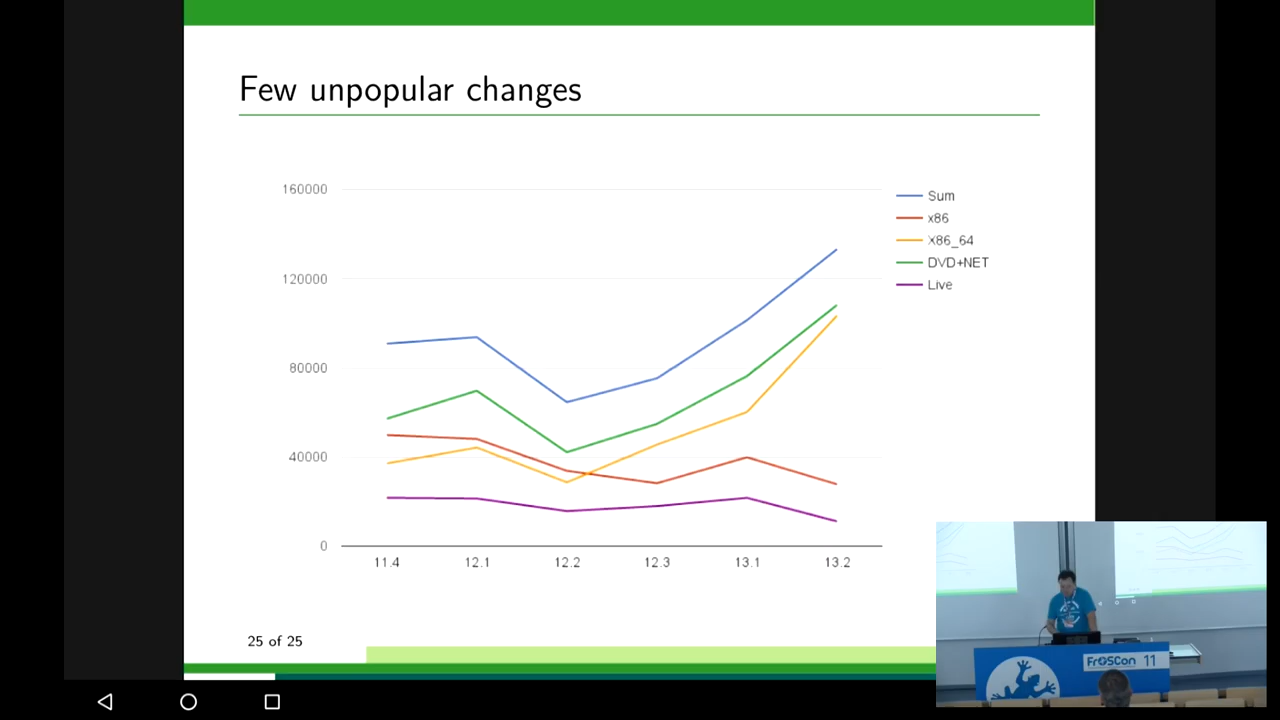 Few unpopular changes
160000
120000
80000
40000
0
11.4 12.1 12.2 12.3 13.1 13.2
Sum
x86
X86_64
DVD+NET
Live
25 of 25
FrOSCon 11